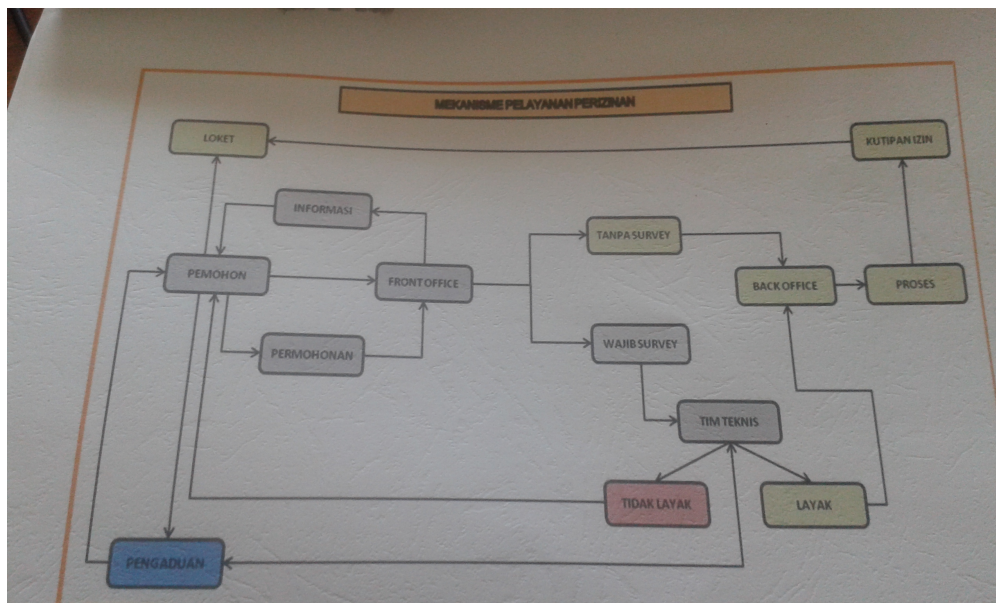 MEKANISME PELAYANAN PERIZINAN
LOKET
KUTIPAN IZIN
INFORMASI
TANPA SURVEY
PEMOHON
FRONT OFFICE
BACK OFFICE
PROSES
PERMOHONAN
WAJIB SURVEY
TIM TEKNIS
TIDAK LAYAK
LAYAK
PENGADUAN